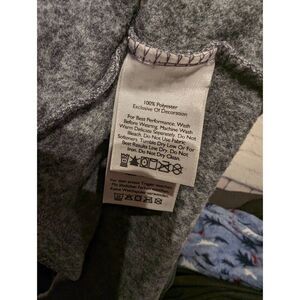 100% Polyester
Exclusive Of Decoration
For Best Performance, Wash
Before Wearing. Machine Wash
Warm Delicate Separately. Do Not
Bleach. Do Not Use Fabric
Softeners. Tumble Dry Low Or For
Best Results Line Dry. Do Not
Iron. Do Not Dry Clean.